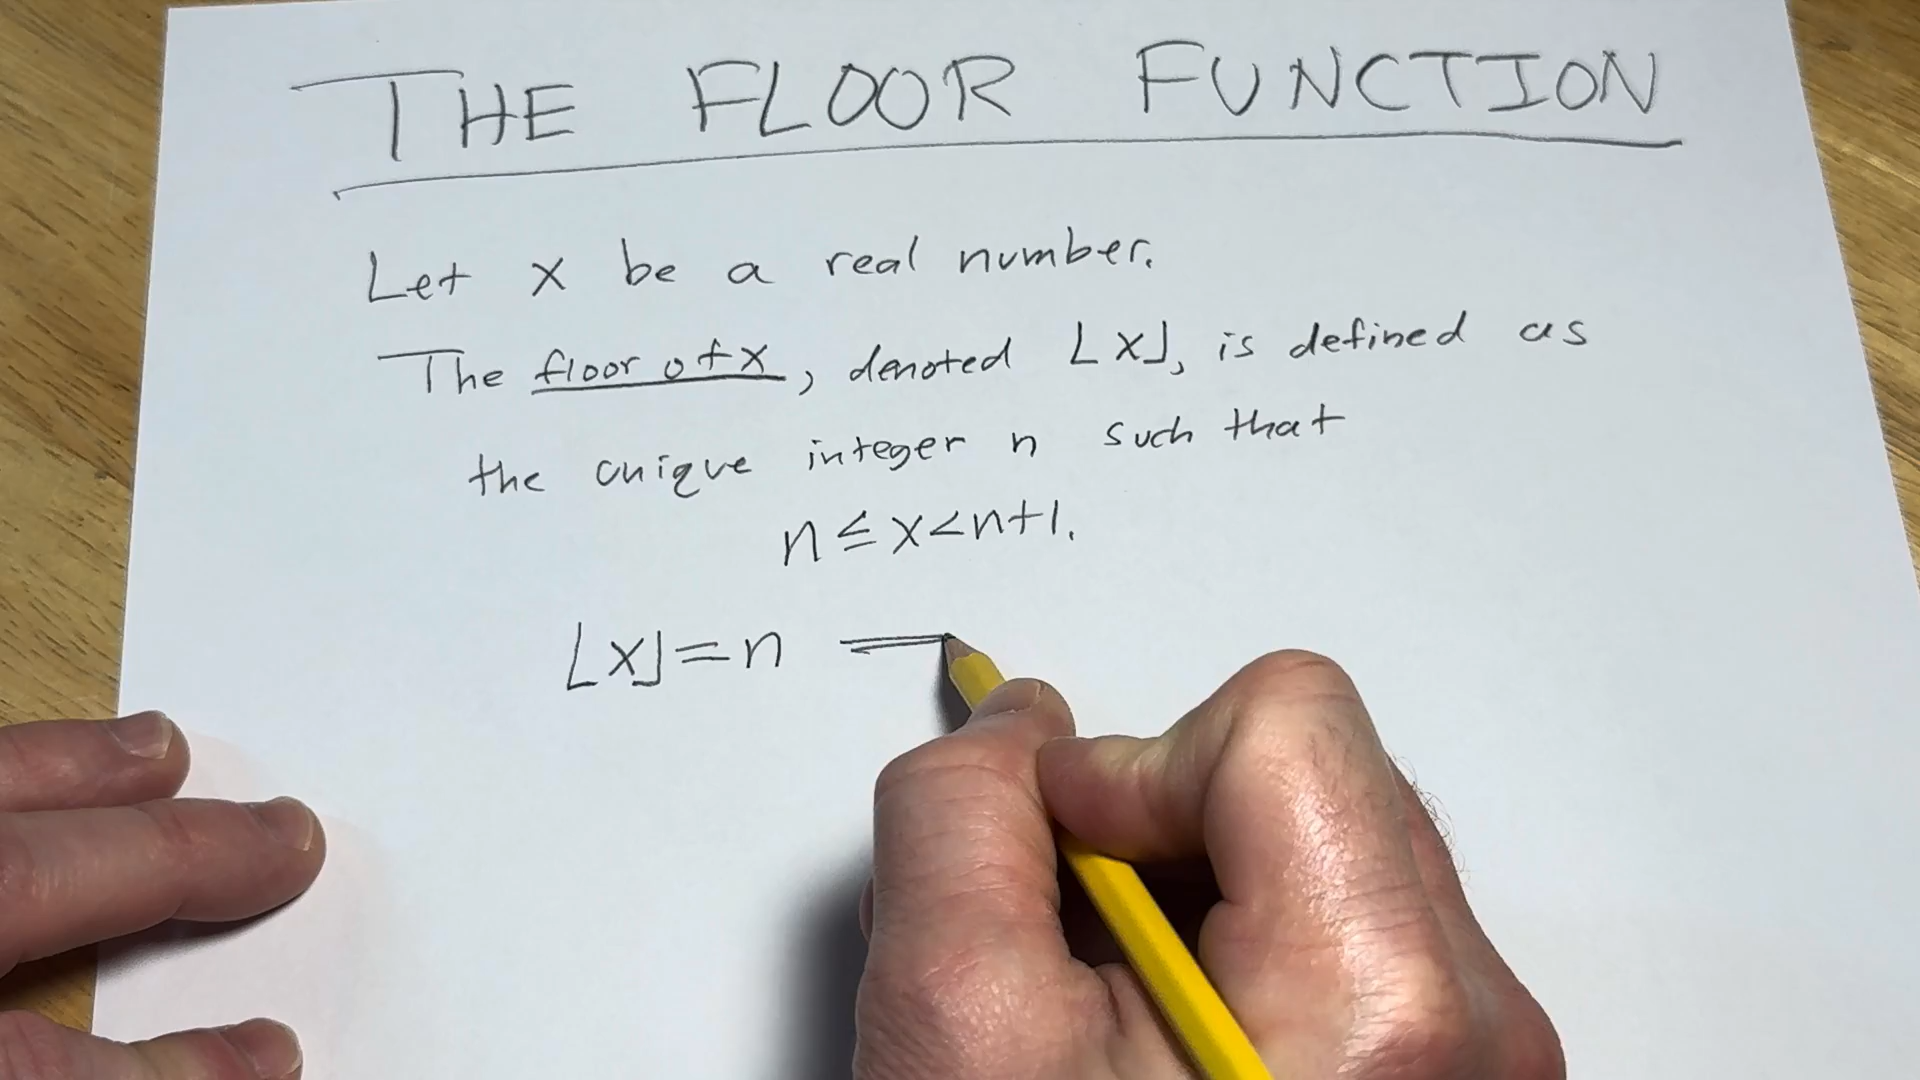 THE FLOOR FUNCTION
Let x be a real number.
The floor of x, denoted ⌊x⌋, is defined as
the unique integer n such that
n ≤ x < n+1.
⌊x⌋ = n =